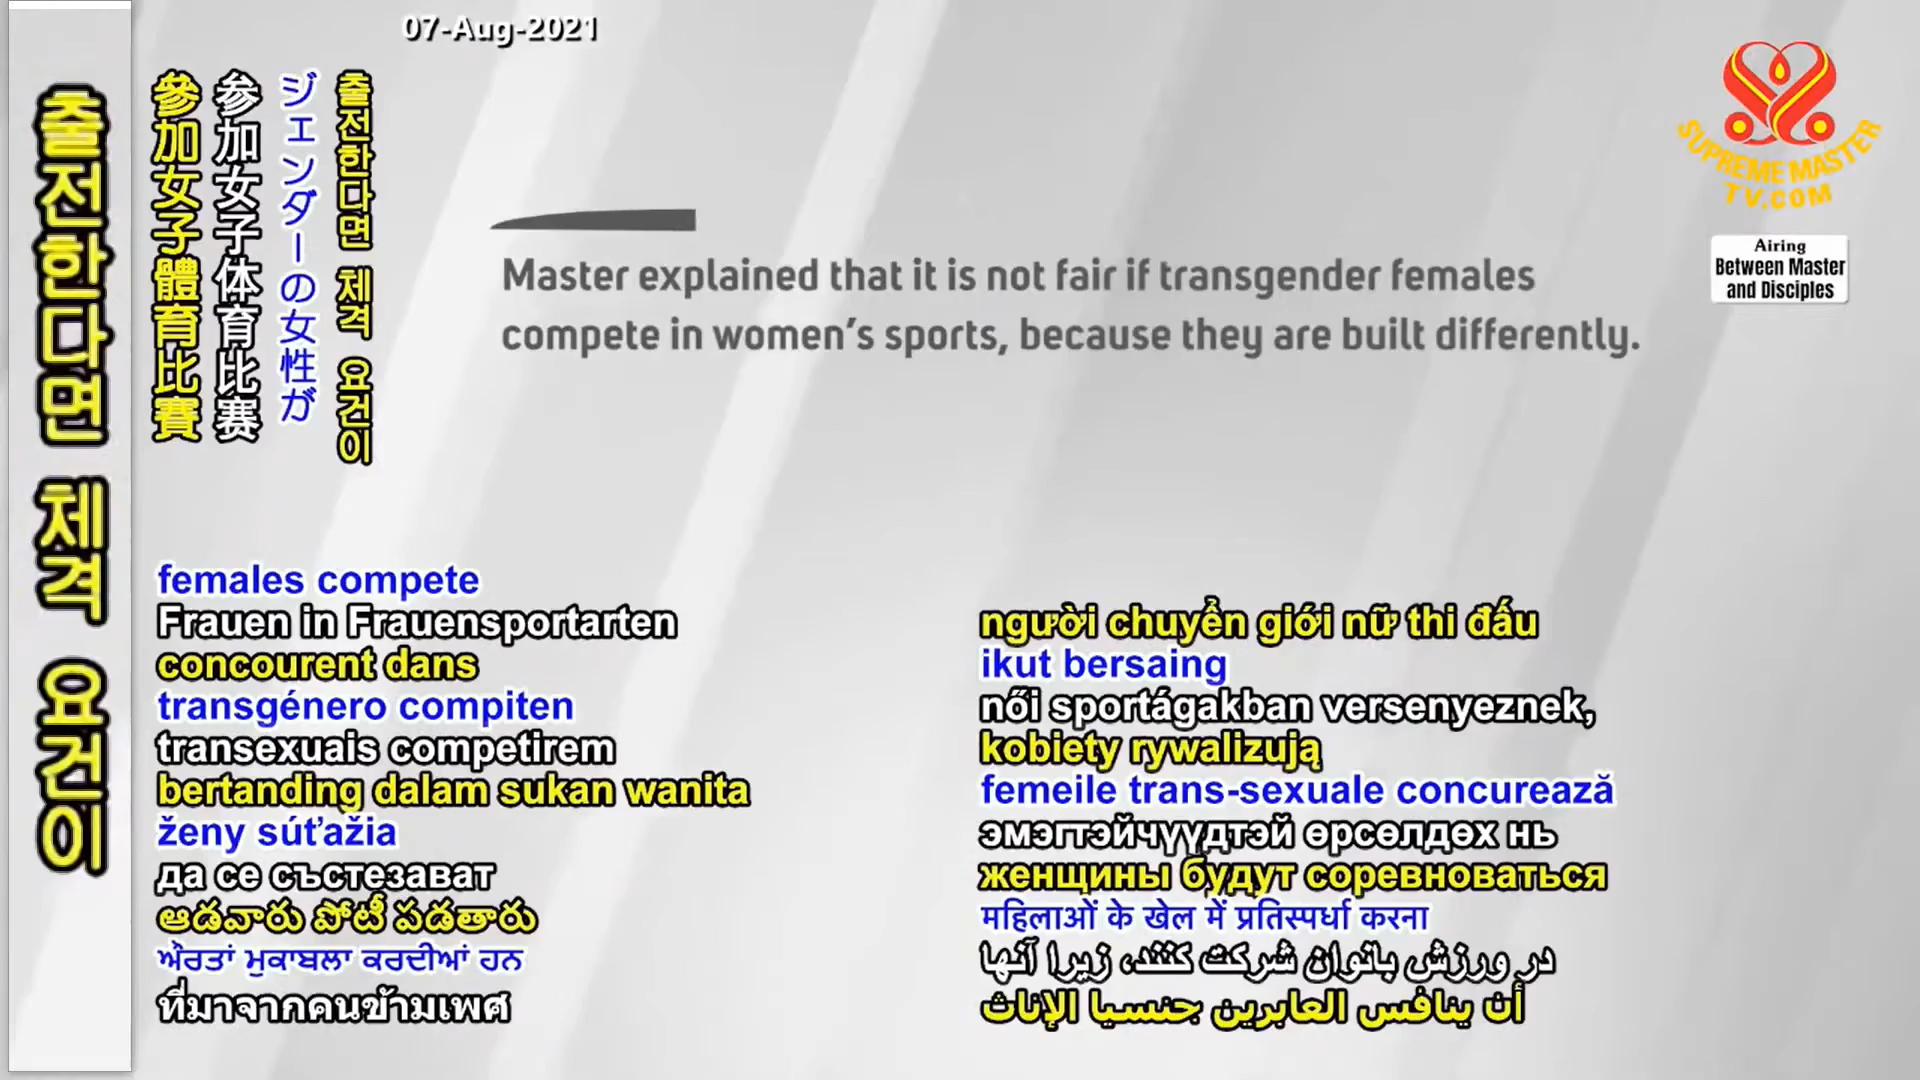 07-Aug-2021
출전한다면 체격 요건이
參加女子體育比賽
参加女子体育比赛
ジェンダーの女性が
출전한다면 체격 요건이
SUPREME MASTER
TV.COM
Airing
Between Master
and Disciples
Master explained that it is not fair if transgender females
compete in women’s sports, because they are built differently.
females compete
Frauen in Frauensportarten
concourent dans
transgénero compiten
transexuais competirem
bertanding dalam sukan wanita
ženy súťažia
да се състезават
ఆడవారు పోటీ పడతారు
ਔਰਤਾਂ ਮੁਕਾਬਲਾ ਕਰਦੀਆਂ ਹਨ
ที่มาจากคนข้ามเพศ
người chuyển giới nữ thi đấu
ikut bersaing
női sportágakban versenyeznek,
kobiety rywalizują
femeile trans-sexuale concurează
эмэгтэйчүүдтэй өрсөлдөх нь
женщины будут соревноваться
महिलाओं के खेल में प्रतिस्पर्धा करना
در ورزش بانوان شرکت کنند، زیرا آنها
أن ينافس العابرين جنسيا الإناث